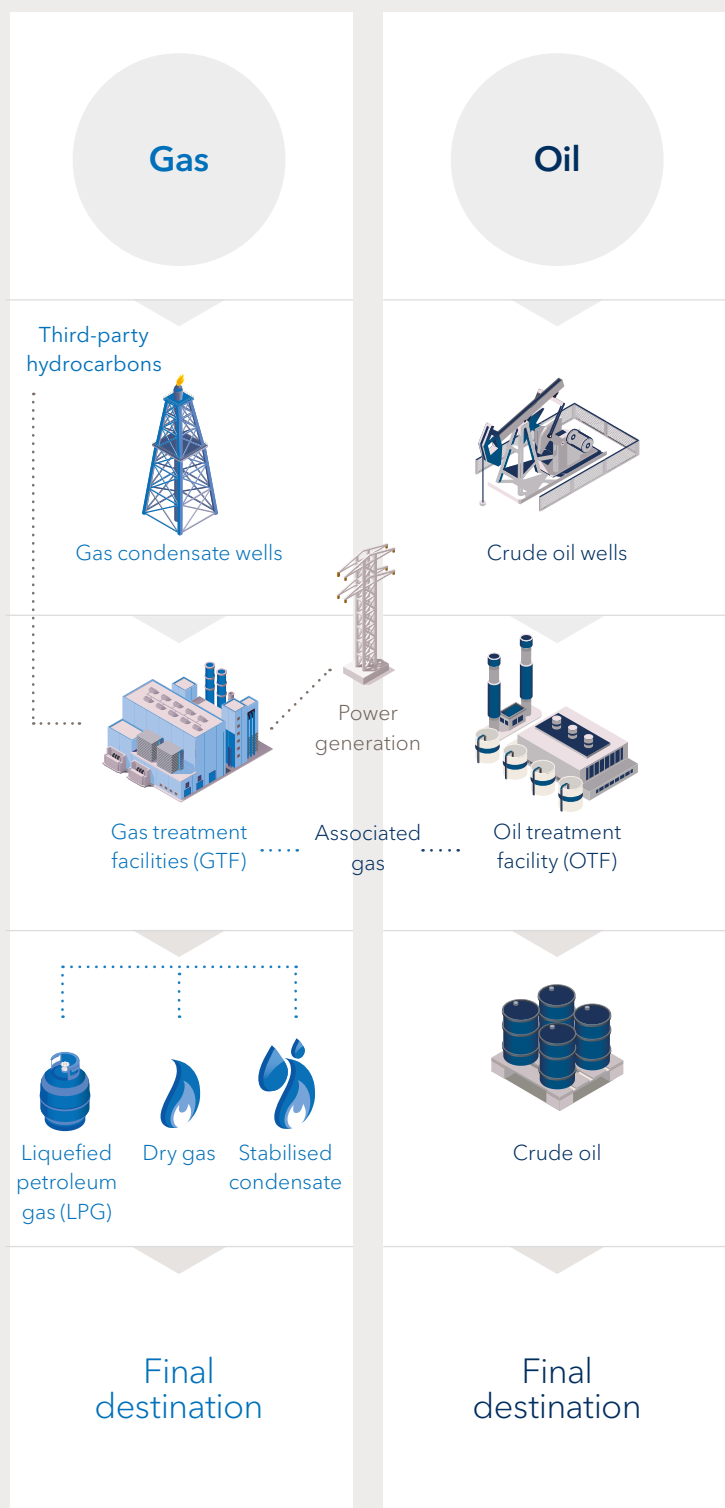 Gas
Oil
Third-party
hydrocarbons
Gas condensate wells
Crude oil wells
Power
generation
Gas treatment
facilities (GTF)
Associated
gas
Oil treatment
facility (OTF)
Liquefied
petroleum
gas (LPG)
Dry gas
Stabilised
condensate
Crude oil
Final
destination
Final
destination